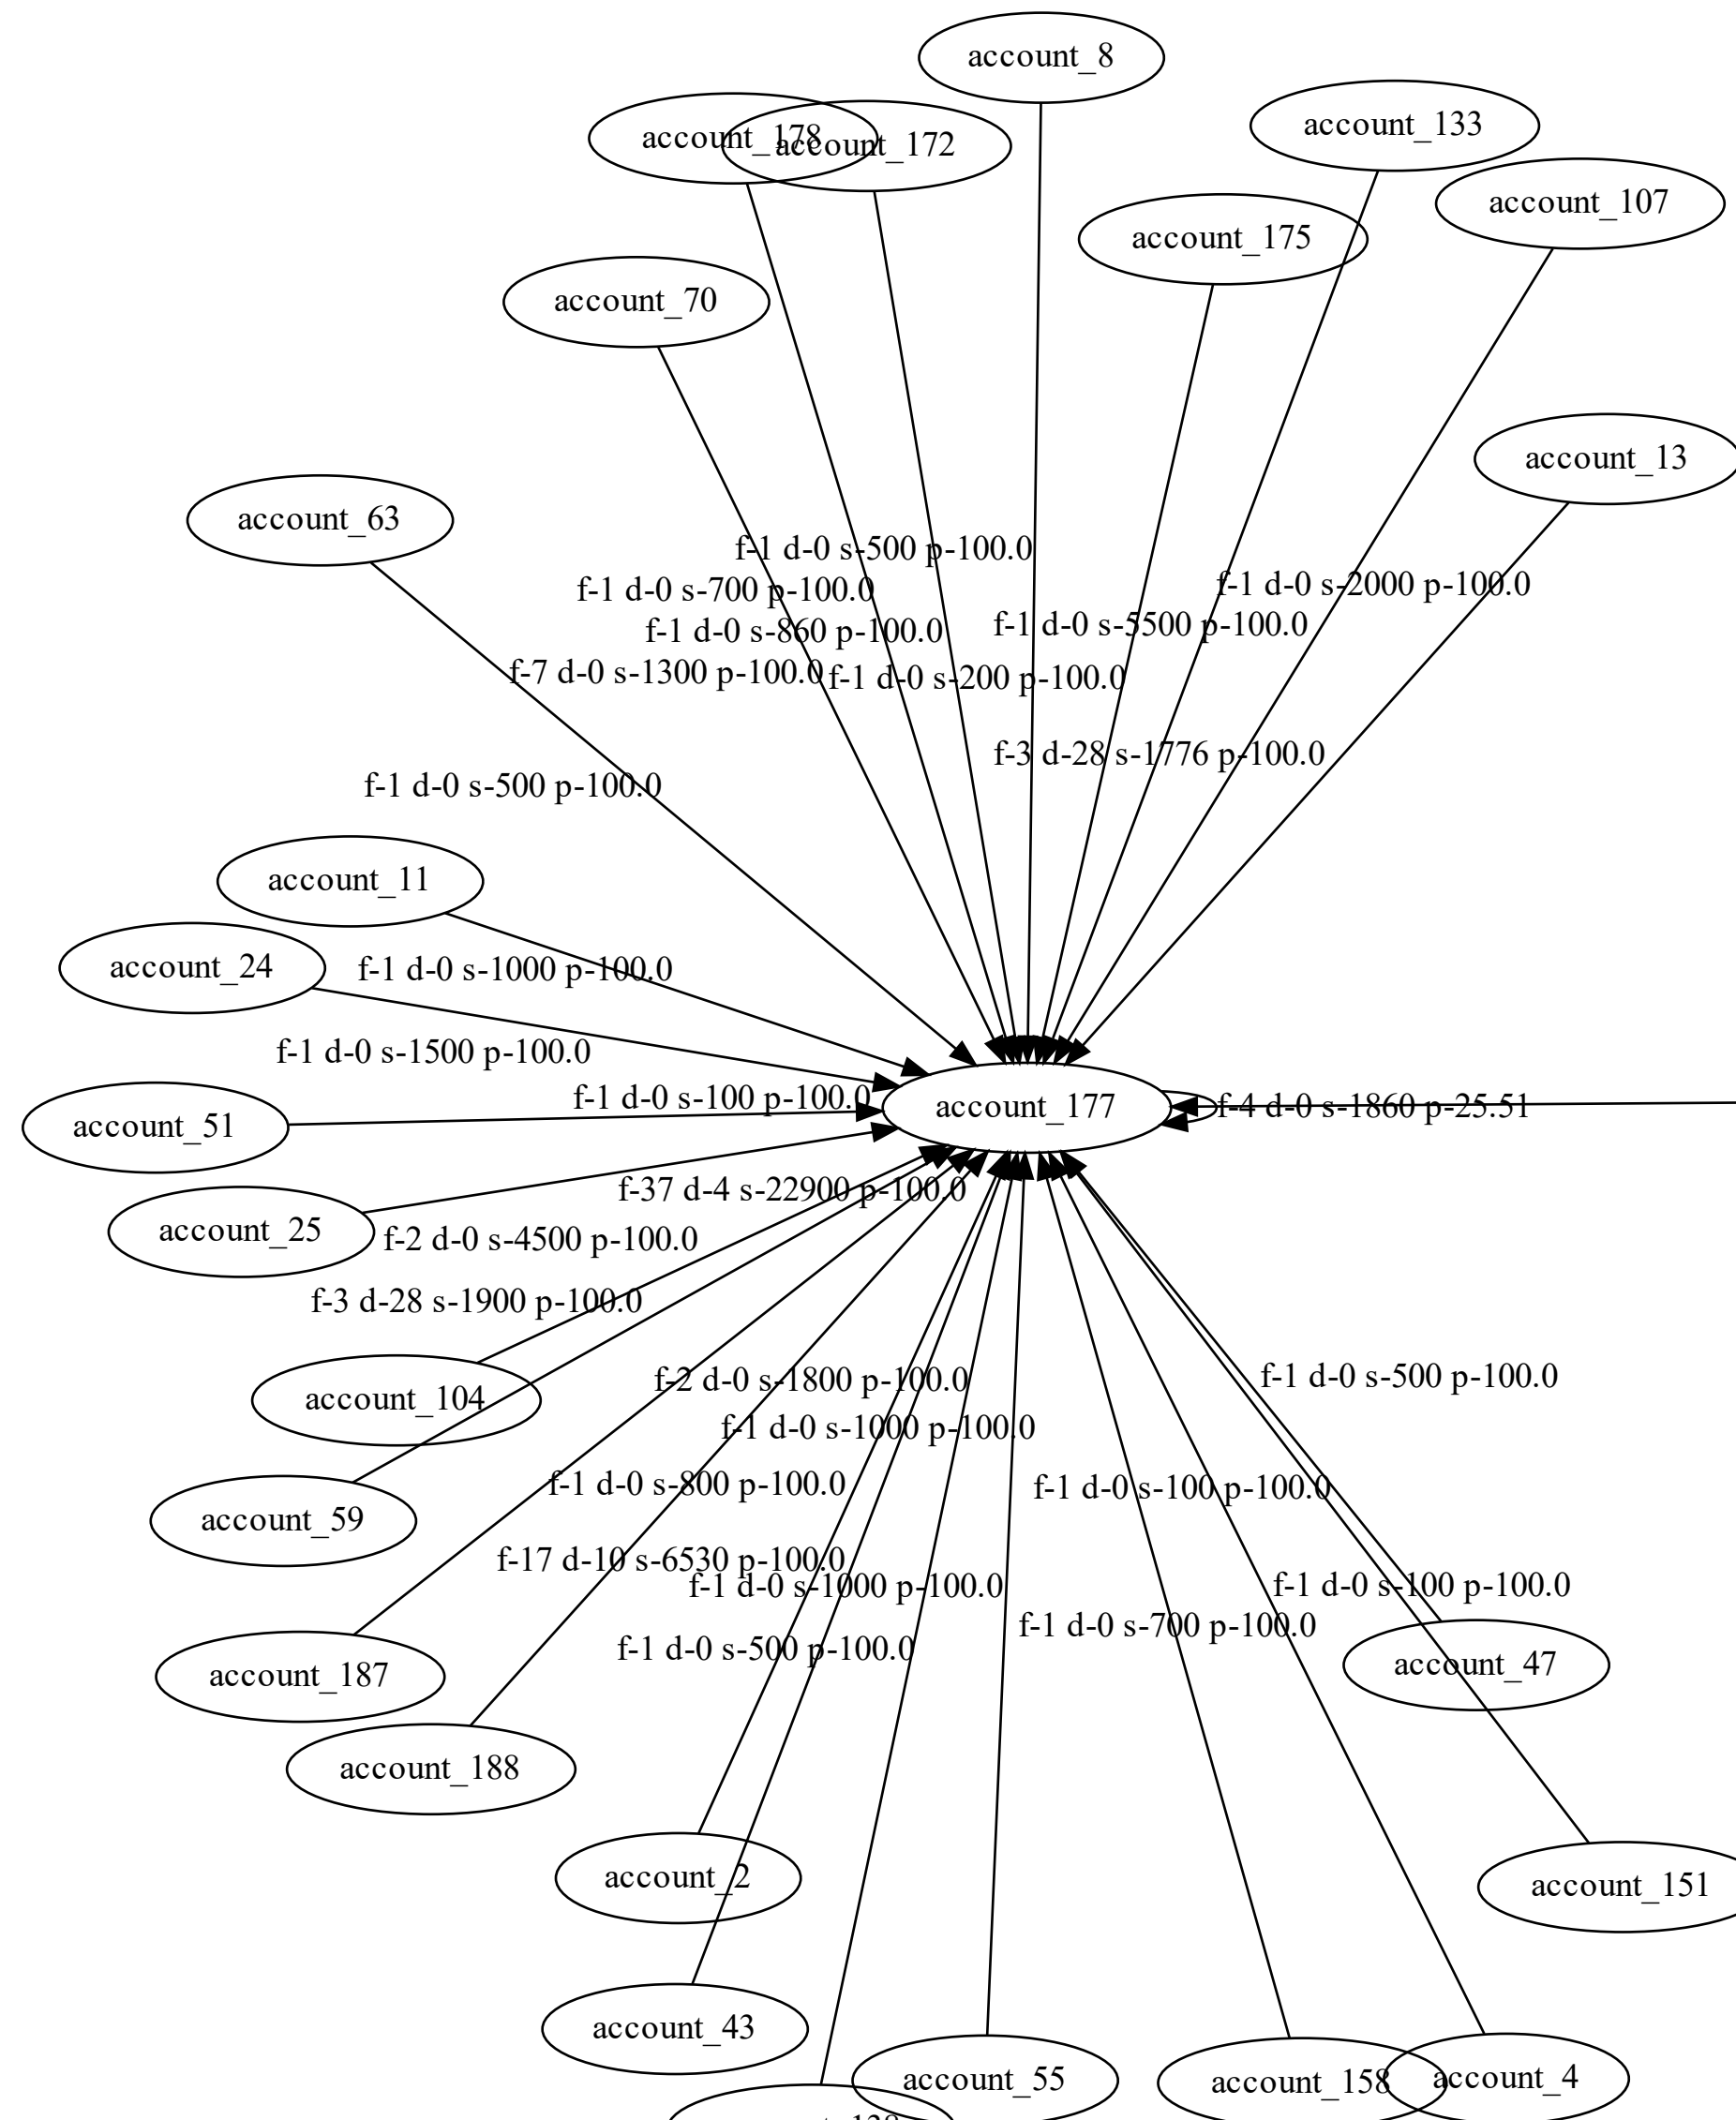 account_8
account_133
account_178
account_172
account_107
account_175
account_70
account_13
account_63
f-1 d-0 s-500 p-100.0
f-1 d-0 s-2000 p-100.0
f-1 d-0 s-700 p-100.0
f-1 d-0 s-5500 p-100.0
f-1 d-0 s-860 p-100.0
f-7 d-0 s-1300 p-100.0
f-1 d-0 s-200 p-100.0
f-3 d-28 s-1776 p-100.0
f-1 d-0 s-500 p-100.0
account_11
account_24
f-1 d-0 s-1000 p-100.0
f-1 d-0 s-1500 p-100.0
f-1 d-0 s-100 p-100.0
account_177
f-4 d-0 s-1860 p-25.51
account_51
f-37 d-4 s-22900 p-100.0
account_25
f-2 d-0 s-4500 p-100.0
f-3 d-28 s-1900 p-100.0
f-2 d-0 s-1800 p-100.0
f-1 d-0 s-500 p-100.0
account_104
f-1 d-0 s-1000 p-100.0
f-1 d-0 s-800 p-100.0
f-1 d-0 s-100 p-100.0
account_59
f-17 d-10 s-6530 p-100.0
f-1 d-0 s-1000 p-100.0
f-1 d-0 s-100 p-100.0
f-1 d-0 s-700 p-100.0
f-1 d-0 s-500 p-100.0
account_47
account_187
account_188
account_2
account_151
account_43
account_55
account_158
account_4